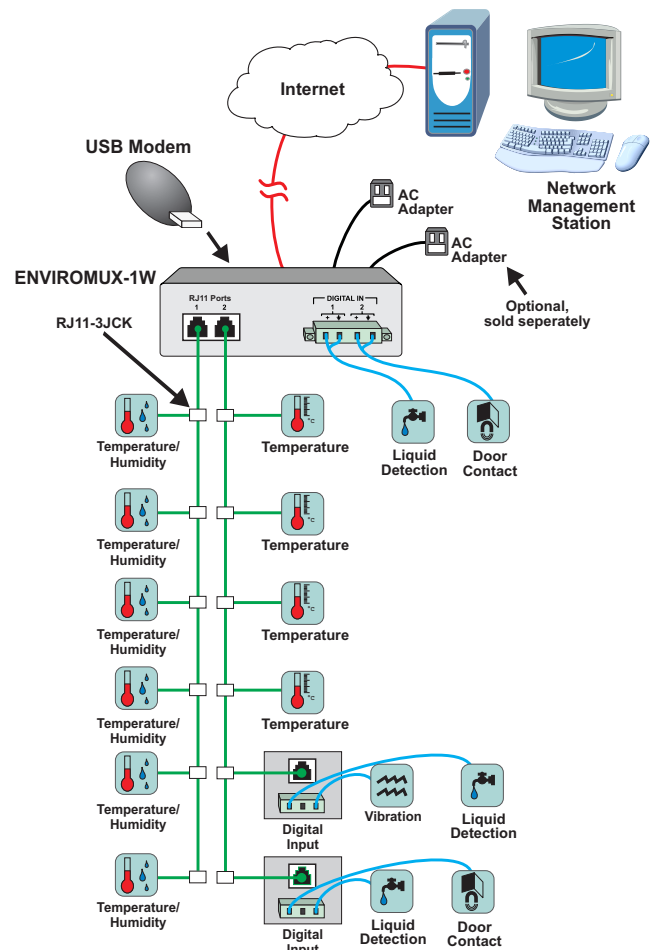 Internet
USB Modem
AC
Adapter
AC
Adapter
Network
Management
Station
ENVIROMUX-1W
Optional,
sold seperately
RJ11 Ports
1 2
DIGITAL IN
1 2
+ +
RJ11-3JCK
Temperature/
Humidity
°C
Temperature
Liquid
Detection
Door
Contact
Temperature/
Humidity
°C
Temperature
Temperature/
Humidity
°C
Temperature
Temperature/
Humidity
°C
Temperature
Temperature/
Humidity
Digital
Input
Vibration
Liquid
Detection
Temperature/
Humidity
Digital
Input
Liquid
Detection
Door
Contact